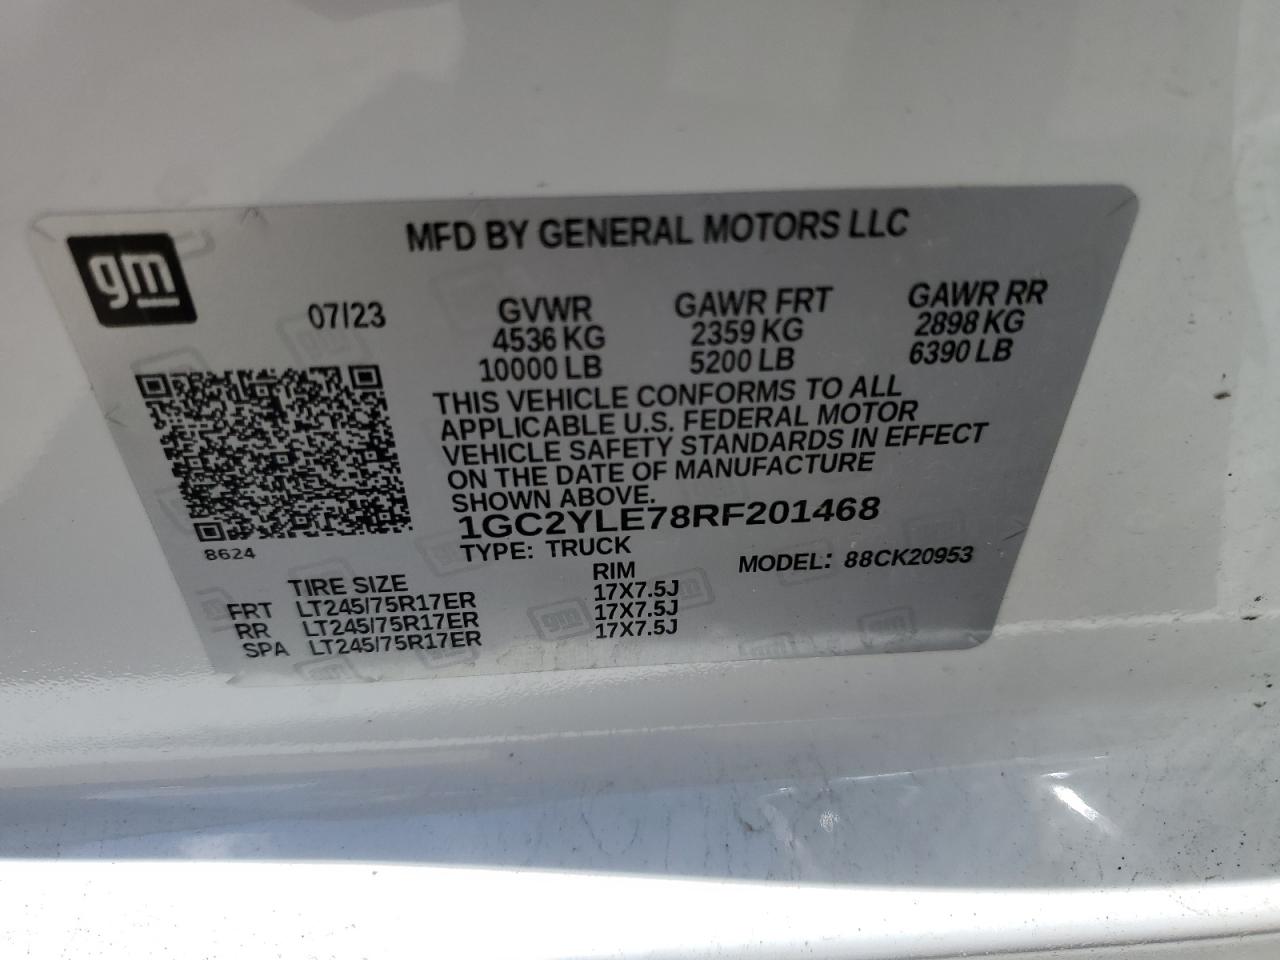 MFD BY GENERAL MOTORS LLC
gm
07/23 GVWR GAWR FRT GAWR RR
4536 KG 2359 KG 2898 KG
10000 LB 5200 LB 6390 LB
THIS VEHICLE CONFORMS TO ALL
APPLICABLE U.S. FEDERAL MOTOR
VEHICLE SAFETY STANDARDS IN EFFECT
ON THE DATE OF MANUFACTURE
SHOWN ABOVE.
1GC2YLE78RF201468
8624
TYPE: TRUCK MODEL: 88CK20953
TIRE SIZE RIM
FRT LT245/75R17ER 17X7.5J
RR LT245/75R17ER 17X7.5J
SPA LT245/75R17ER 17X7.5J